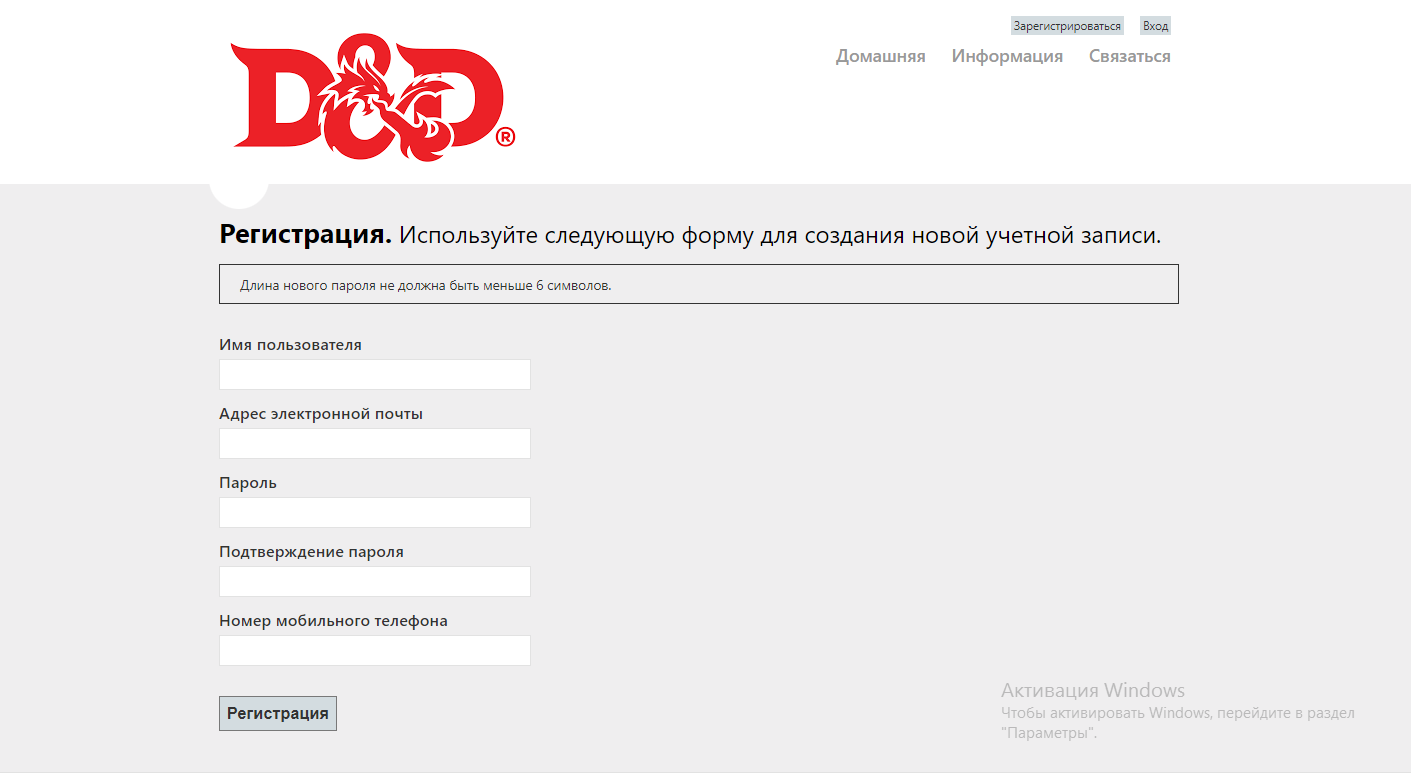 Зарегистрироваться Вход
D&D®
Домашняя Информация Связаться
Регистрация. Используйте следующую форму для создания новой учетной записи.
Длина нового пароля не должна быть меньше 6 символов.
Имя пользователя
Адрес электронной почты
Пароль
Подтверждение пароля
Номер мобильного телефона
Регистрация
Активация Windows
Чтобы активировать Windows, перейдите в раздел
"Параметры".